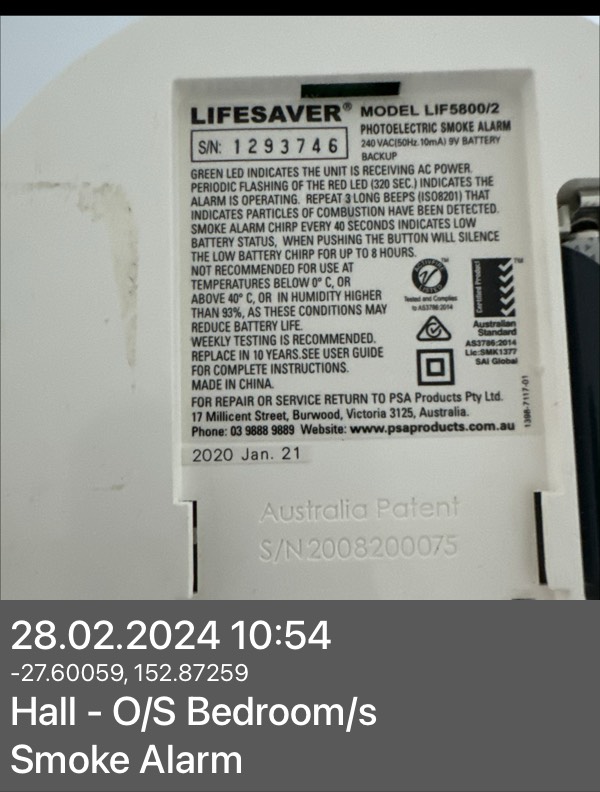 LIFESAVER® MODEL LIF5800/2
S/N: 1293746
PHOTOELECTRIC SMOKE ALARM
240 VAC(50Hz. 10mA) 9V BATTERY
BACKUP
GREEN LED INDICATES THE UNIT IS RECEIVING AC POWER.
PERIODIC FLASHING OF THE RED LED (320 SEC.) INDICATES THE
ALARM IS OPERATING. REPEAT 3 LONG BEEPS (ISO8201) THAT
INDICATES PARTICLES OF COMBUSTION HAVE BEEN DETECTED.
SMOKE ALARM CHIRP EVERY 40 SECONDS INDICATES LOW
BATTERY STATUS, WHEN PUSHING THE BUTTON WILL SILENCE
THE LOW BATTERY CHIRP FOR UP TO 8 HOURS.
NOT RECOMMENDED FOR USE AT
TEMPERATURES BELOW 0° C, OR
ABOVE 40° C, OR IN HUMIDITY HIGHER
THAN 93%, AS THESE CONDITIONS MAY
REDUCE BATTERY LIFE.
WEEKLY TESTING IS RECOMMENDED.
REPLACE IN 10 YEARS.SEE USER GUIDE
FOR COMPLETE INSTRUCTIONS.
MADE IN CHINA.
Tested and Complies
to AS3786:2014
Certified Product
Australian
Standard
AS3786:2014
Lic:SMK1377
SAI Global
FOR REPAIR OR SERVICE RETURN TO PSA Products Pty Ltd.
17 Millicent Street, Burwood, Victoria 3125, Australia.
Phone: 03 9888 9889 Website: www.psaproducts.com.au
1398-7117-01
2020 Jan. 21
Australia Patent
S/N 2008200075
28.02.2024 10:54
-27.60059, 152.87259
Hall - O/S Bedroom/s
Smoke Alarm